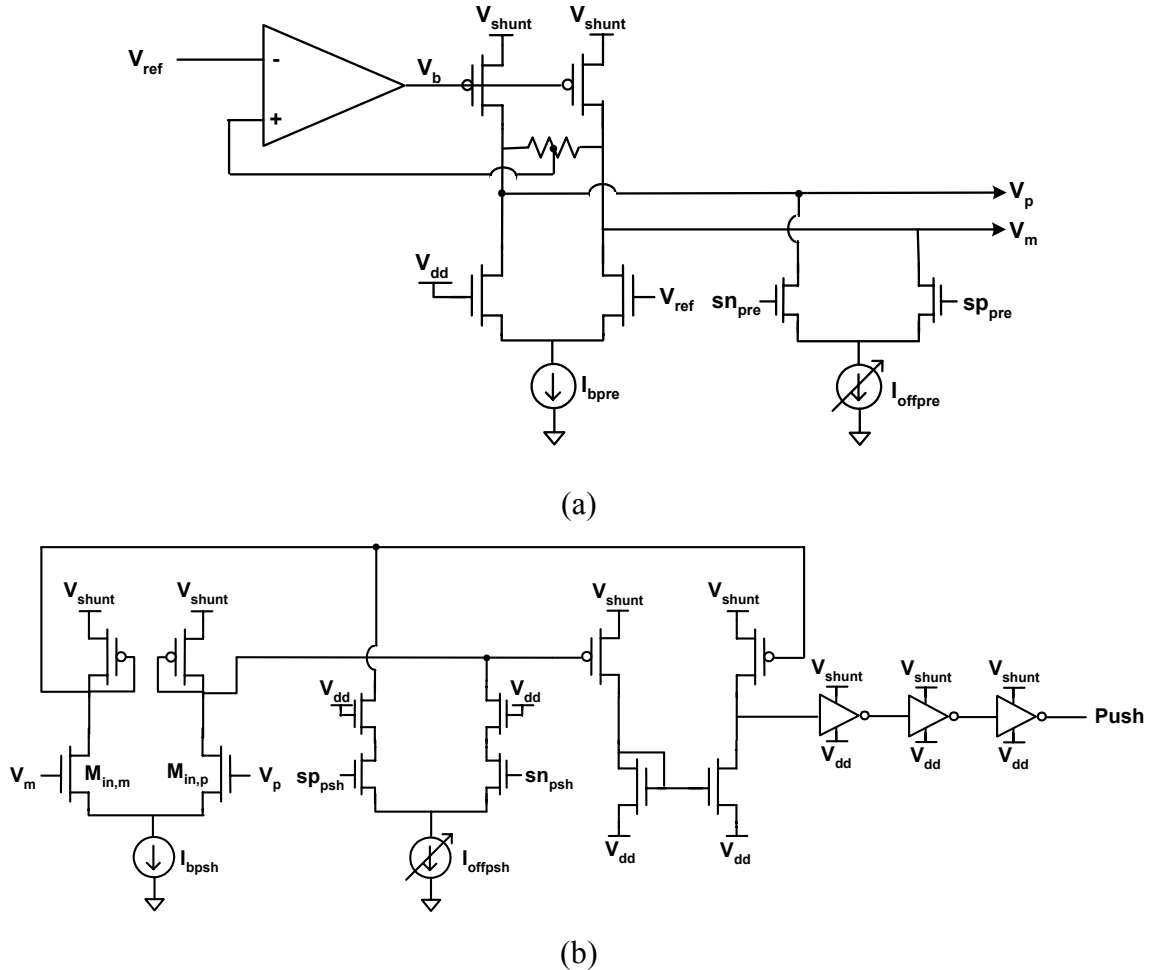 V_shunt V_shunt
V_ref - V_b
+
V_p
V_m
V_dd V_ref sn_pre sp_pre
I_bpre I_offpre
(a)
V_shunt V_shunt V_shunt V_shunt
V_dd V_dd V_shunt V_shunt V_shunt
Push
V_dd V_dd V_dd
V_m M_in,m M_in,p V_p sp_psh sn_psh
V_dd V_dd
I_bpsh I_offpsh
(b)